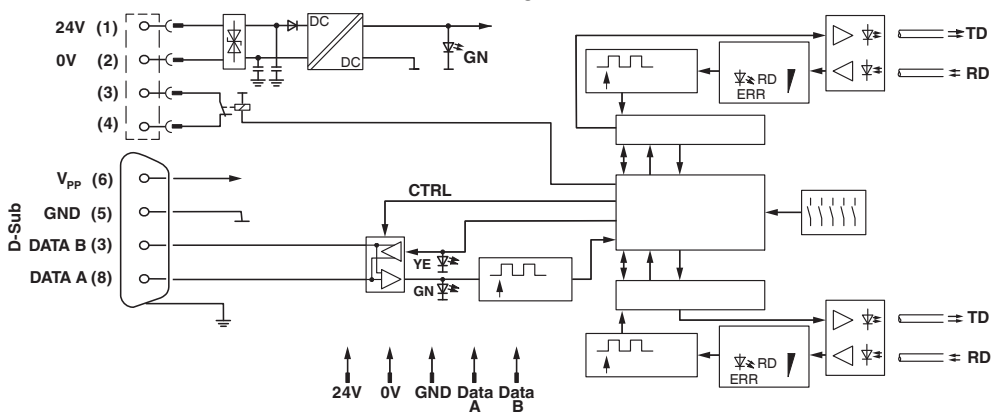 24V (1)
0V (2)
(3)
(4)
DC
DC
GN
RD
ERR
TD
RD
D-Sub
VPP (6)
GND (5)
DATA B (3)
DATA A (8)
CTRL
YE
GN
RD
ERR
TD
RD
24V 0V GND Data A Data B